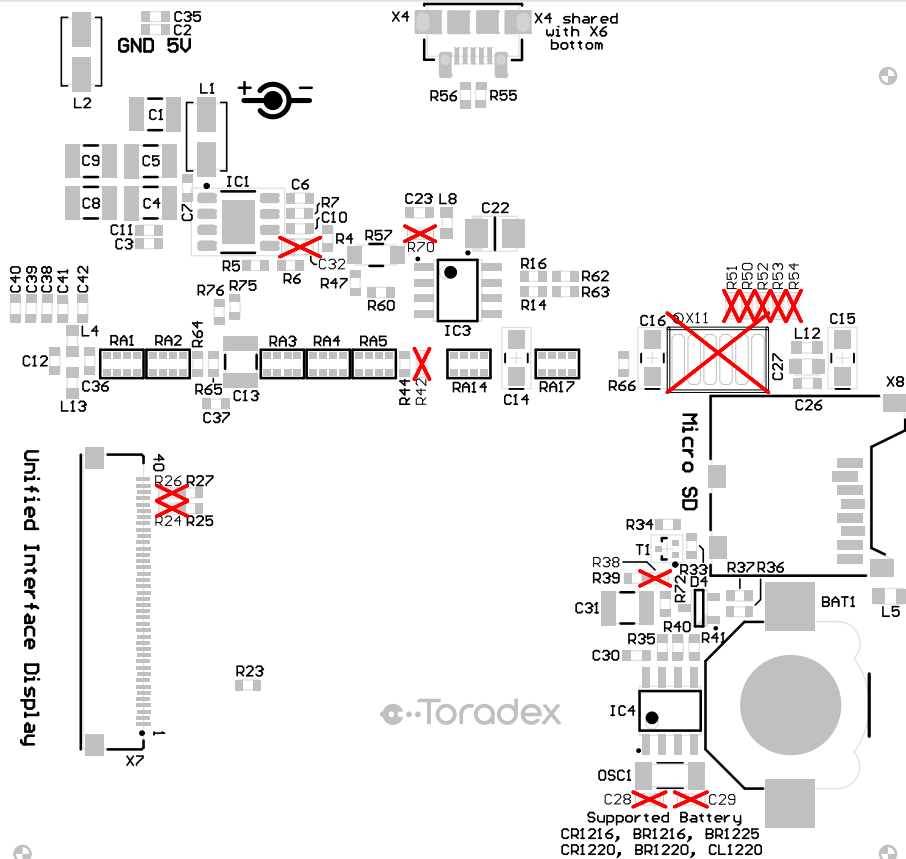 C35
C2
GND 5V
X4
X4 shared
with X6
bottom
L2
L1
+ -
R56
R55
C1
C9
C5
C8
C4
C7
C11
C3
IC1
C6
R7
C10
R4
C32
R5
R6
C23
L8
R70
C22
R57
R47
R60
R16
R62
R14
R63
IC3
R51
R50
R52
R53
R54
C40
C39
C38
C41
C42
R76
R75
R64
L4
C12
C36
L13
RA1
RA2
R65
C37
C13
RA3
RA4
RA5
R44
R42
RA14
C14
RA17
C16
X11
R66
C27
L12
C15
C26
X8
Micro SD
Unified Interface Display
40
R26
R27
R24
R25
1
X7
R23
R34
T1
R33
R38
R39
R72
D4
R37
R36
C31
R40
R41
R35
C30
BAT1
L5
IC4
OSC1
C28
C29
Toradex
Supported Battery
CR1216, BR1216, BR1225
CR1220, BR1220, CL1220